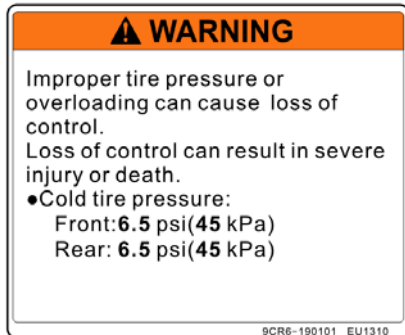 WARNING
Improper tire pressure or
overloading can cause loss of
control.
Loss of control can result in severe
injury or death.
●Cold tire pressure:
Front:6.5 psi(45 kPa)
Rear: 6.5 psi(45 kPa)
9CR6-190101 EU1310